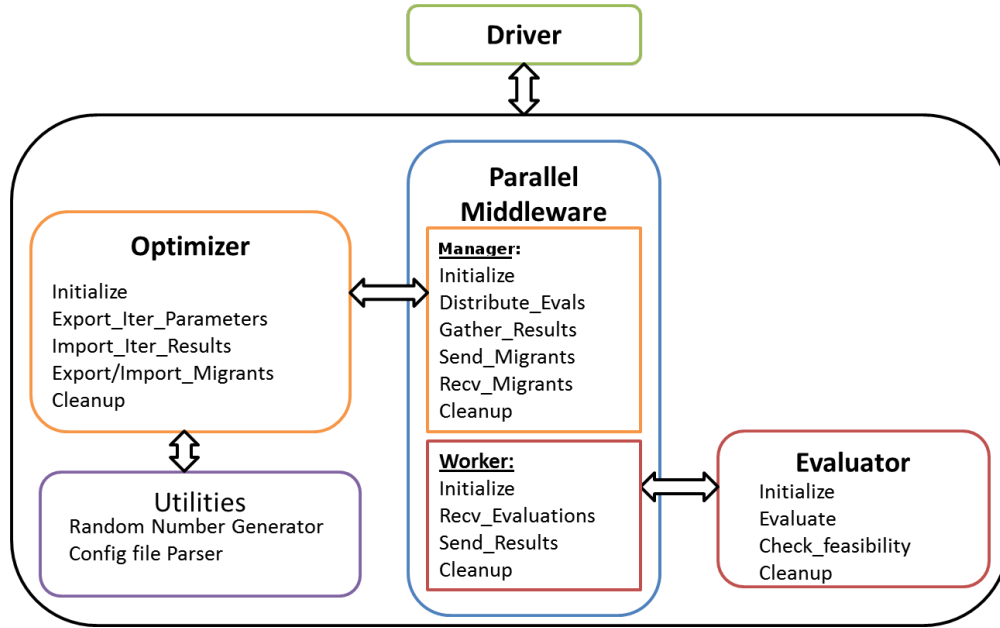 Driver
Parallel
Middleware
Optimizer
Initialize
Export_Iter_Parameters
Import_Iter_Results
Export/Import_Migrants
Cleanup
Manager:
Initialize
Distribute_Evals
Gather_Results
Send_Migrants
Recv_Migrants
Cleanup
Utilities
Random Number Generator
Config file Parser
Worker:
Initialize
Recv_Evaluations
Send_Results
Cleanup
Evaluator
Initialize
Evaluate
Check_feasibility
Cleanup